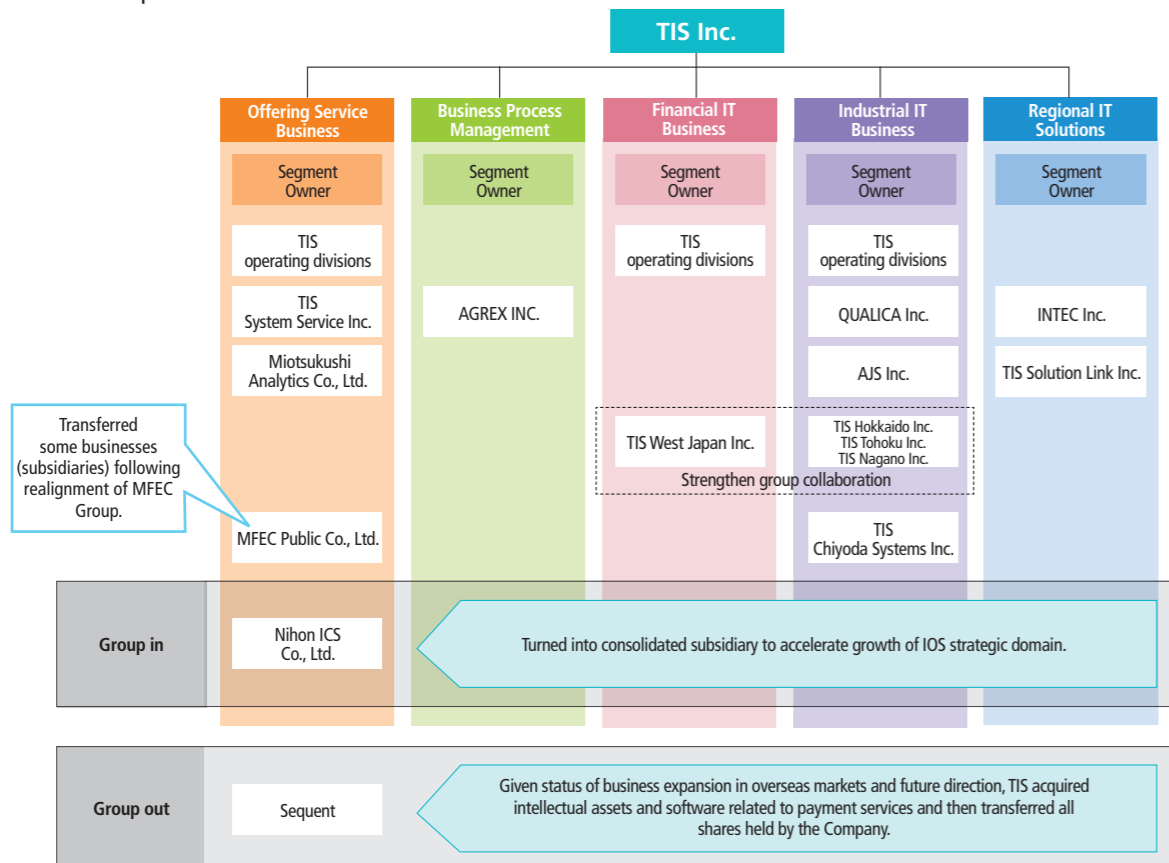 TIS Inc.
Offering Service
Business
Business Process
Management
Financial IT
Business
Industrial IT
Business
Regional IT
Solutions
Segment
Owner
Segment
Owner
Segment
Owner
Segment
Owner
Segment
Owner
TIS
operating divisions
TIS
operating divisions
TIS
operating divisions
TIS
System Service Inc.
AGREX INC.
QUALICA Inc.
INTEC Inc.
Miotsukushi
Analytics Co., Ltd.
AJS Inc.
TIS Solution Link Inc.
Transferred
some businesses
(subsidiaries) following
realignment of MFEC
Group.
TIS West Japan Inc.
TIS Hokkaido Inc.
TIS Tohoku Inc.
TIS Nagano Inc.
Strengthen group collaboration
MFEC Public Co., Ltd.
TIS
Chiyoda Systems Inc.
Group in
Nihon ICS
Co., Ltd.
Turned into consolidated subsidiary to accelerate growth of IOS strategic domain.
Group out
Sequent
Given status of business expansion in overseas markets and future direction, TIS acquired
intellectual assets and software related to payment services and then transferred all
shares held by the Company.